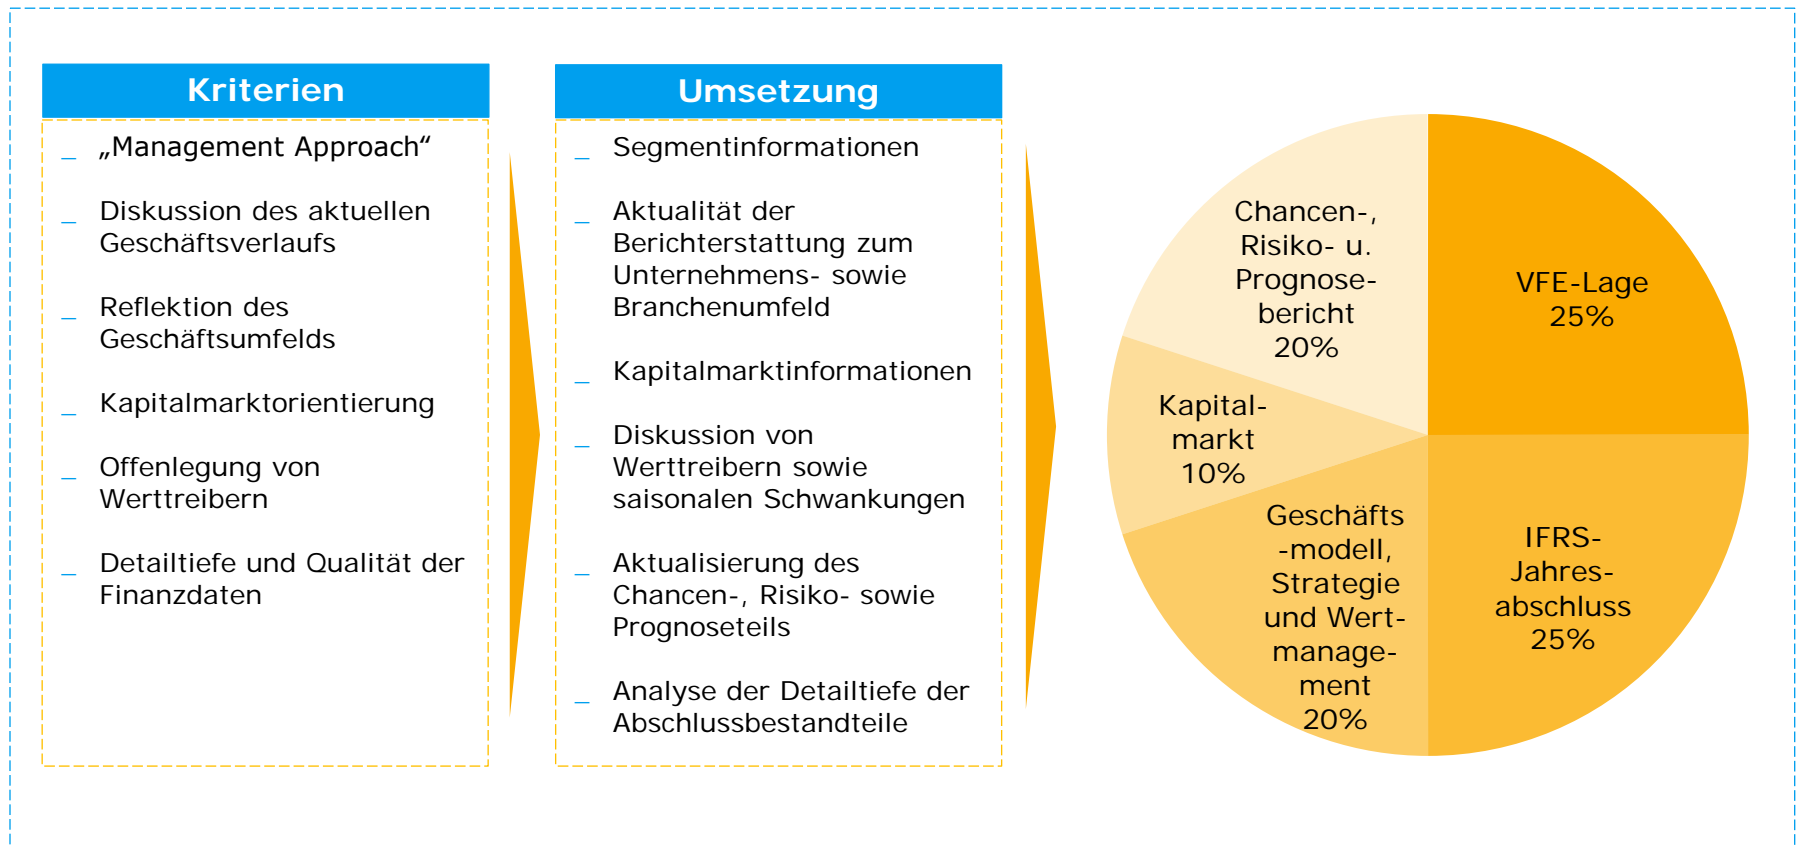 Kriterien
_ „Management Approach“
_ Diskussion des aktuellen
Geschäftsverlaufs
_ Reflektion des
Geschäftsumfelds
_ Kapitalmarktorientierung
_ Offenlegung von
Werttreibern
_ Detailtiefe und Qualität der
Finanzdaten
Umsetzung
_ Segmentinformationen
_ Aktualität der
Berichterstattung zum
Unternehmens- sowie
Branchenumfeld
_ Kapitalmarktinformationen
_ Diskussion von
Werttreibern sowie
saisonalen Schwankungen
_ Aktualisierung des
Chancen-, Risiko- sowie
Prognoseteils
_ Analyse der Detailtiefe der
Abschlussbestandteile
VFE-Lage
25%
IFRS-
Jahres-
abschluss
25%
Geschäfts
-modell,
Strategie
und Wert-
manage-
ment
20%
Kapital-
markt
10%
Chancen-,
Risiko- u.
Prognose-
bericht
20%